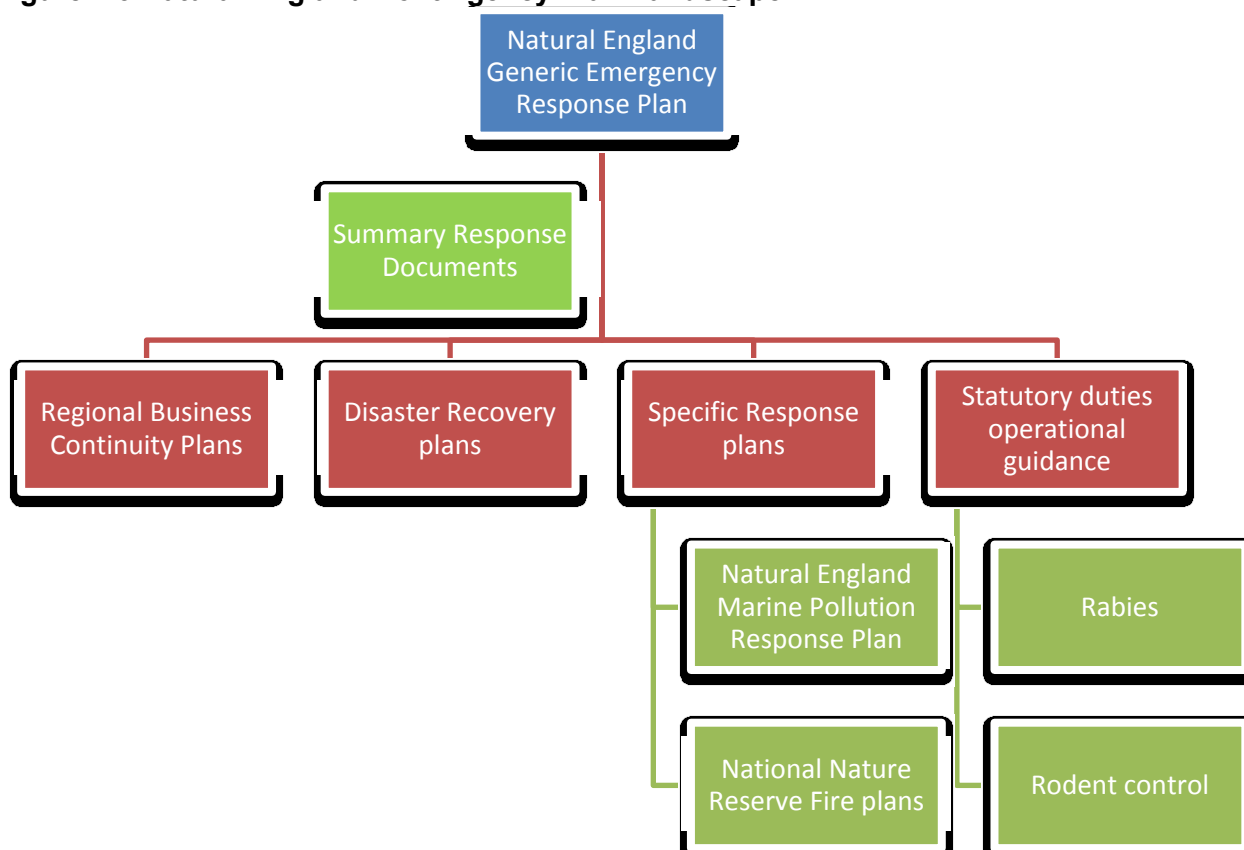 Natural England
Generic Emergency
Response Plan
Summary Response
Documents
Regional Business
Continuity Plans
Disaster Recovery
plans
Specific Response
plans
Statutory duties
operational
guidance
Natural England
Marine Pollution
Response Plan
Rabies
National Nature
Reserve Fire plans
Rodent control